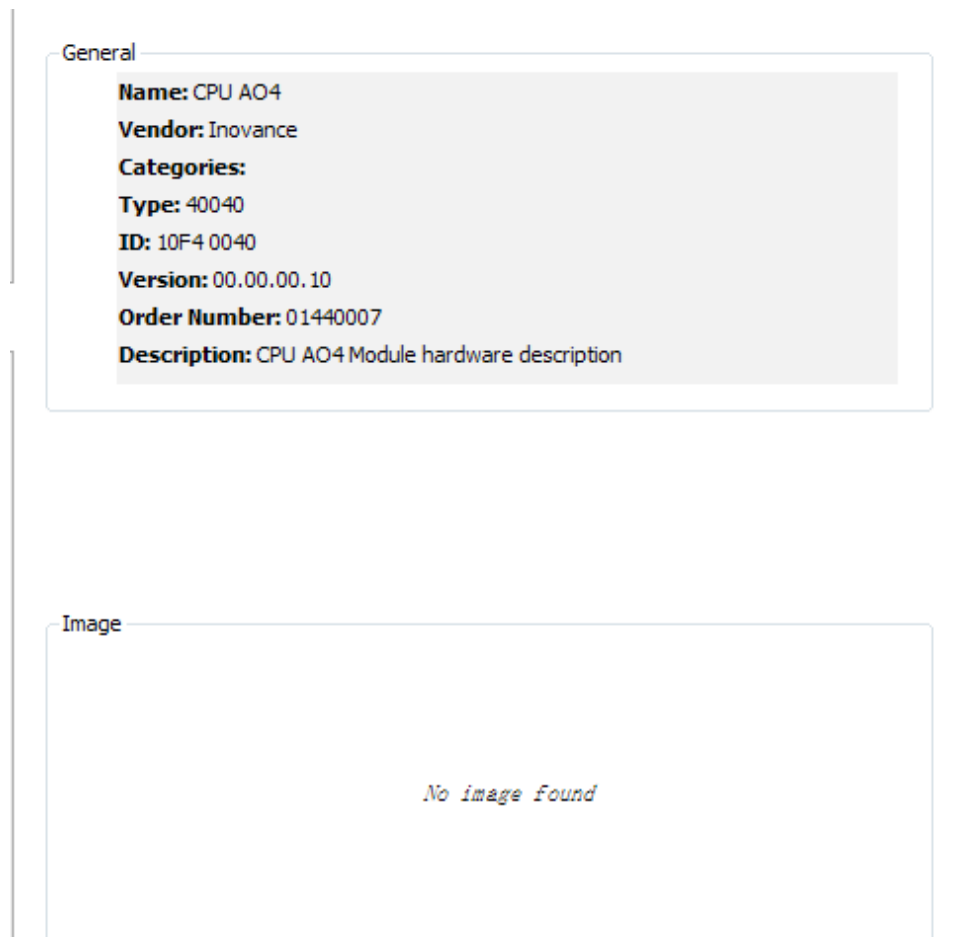 General
Name: CPU AO4
Vendor: Inovance
Categories:
Type: 40040
ID: 10F4 0040
Version: 00.00.00.10
Order Number: 01440007
Description: CPU AO4 Module hardware description
Image
No image found